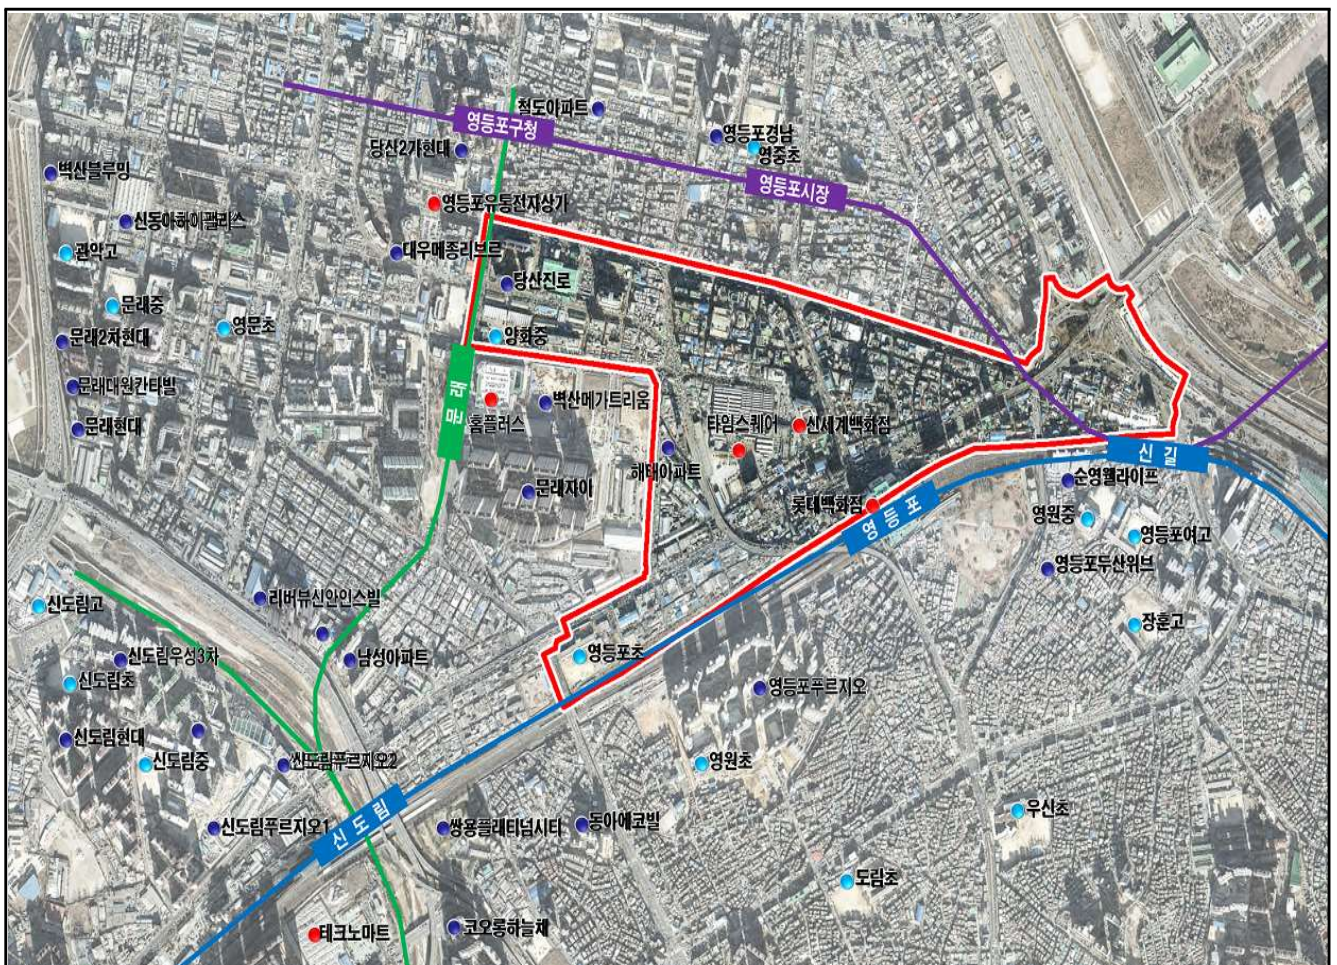 철도아파트
영등포구청
영등포경남
당산2가현대
영중초
벽산블루밍
영등포시장
영등포유통전자상가
신동아하이팰리스
관악고
대우메종리브르
당산진로
문래중
영문초
양화중
문래2차현대
문래대원칸타빌
문래
벽산메가트리움
홈플러스
문래현대
타임스퀘어
신세계백화점
해태아파트
신길
순영웰라이프
문래자이
롯데백화점
영등포
영원중
영등포여고
영등포두산위브
리버뷰신안인스빌
신도림고
장훈고
신도림우성3차
남성아파트
영등포초
신도림초
영등포푸르지오
신도림현대
신도림중
신도림푸르지오2
영원초
신도림푸르지오1
신도림
쌍용플래티넘시티
동아에코빌
우신초
도림초
테크노마트
코오롱하늘채